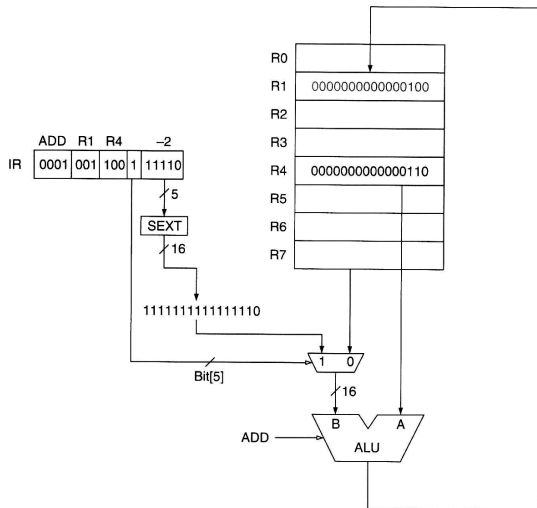 R0
R1 0000000000000100
R2
R3
ADD R1 R4 −2
IR 0001 001 100 1 11110
R4 0000000000000110
5
R5
SEXT
R6
16
R7
1111111111111110
1 0
Bit[5]
16
B A
ADD
ALU